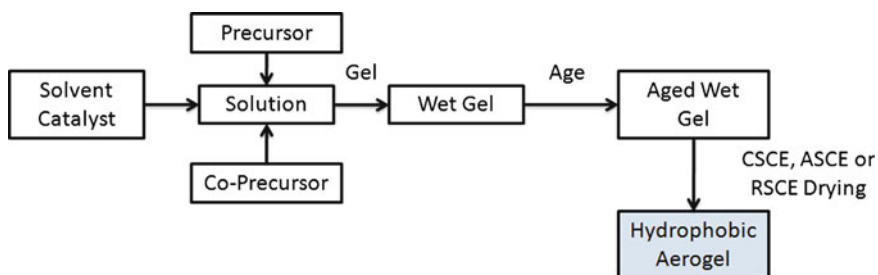 Precursor
Gel
Age
Solvent
Catalyst
Solution
Wet Gel
Aged Wet
Gel
Co-Precursor
CSCE, ASCE or
RSCE Drying
Hydrophobic
Aerogel